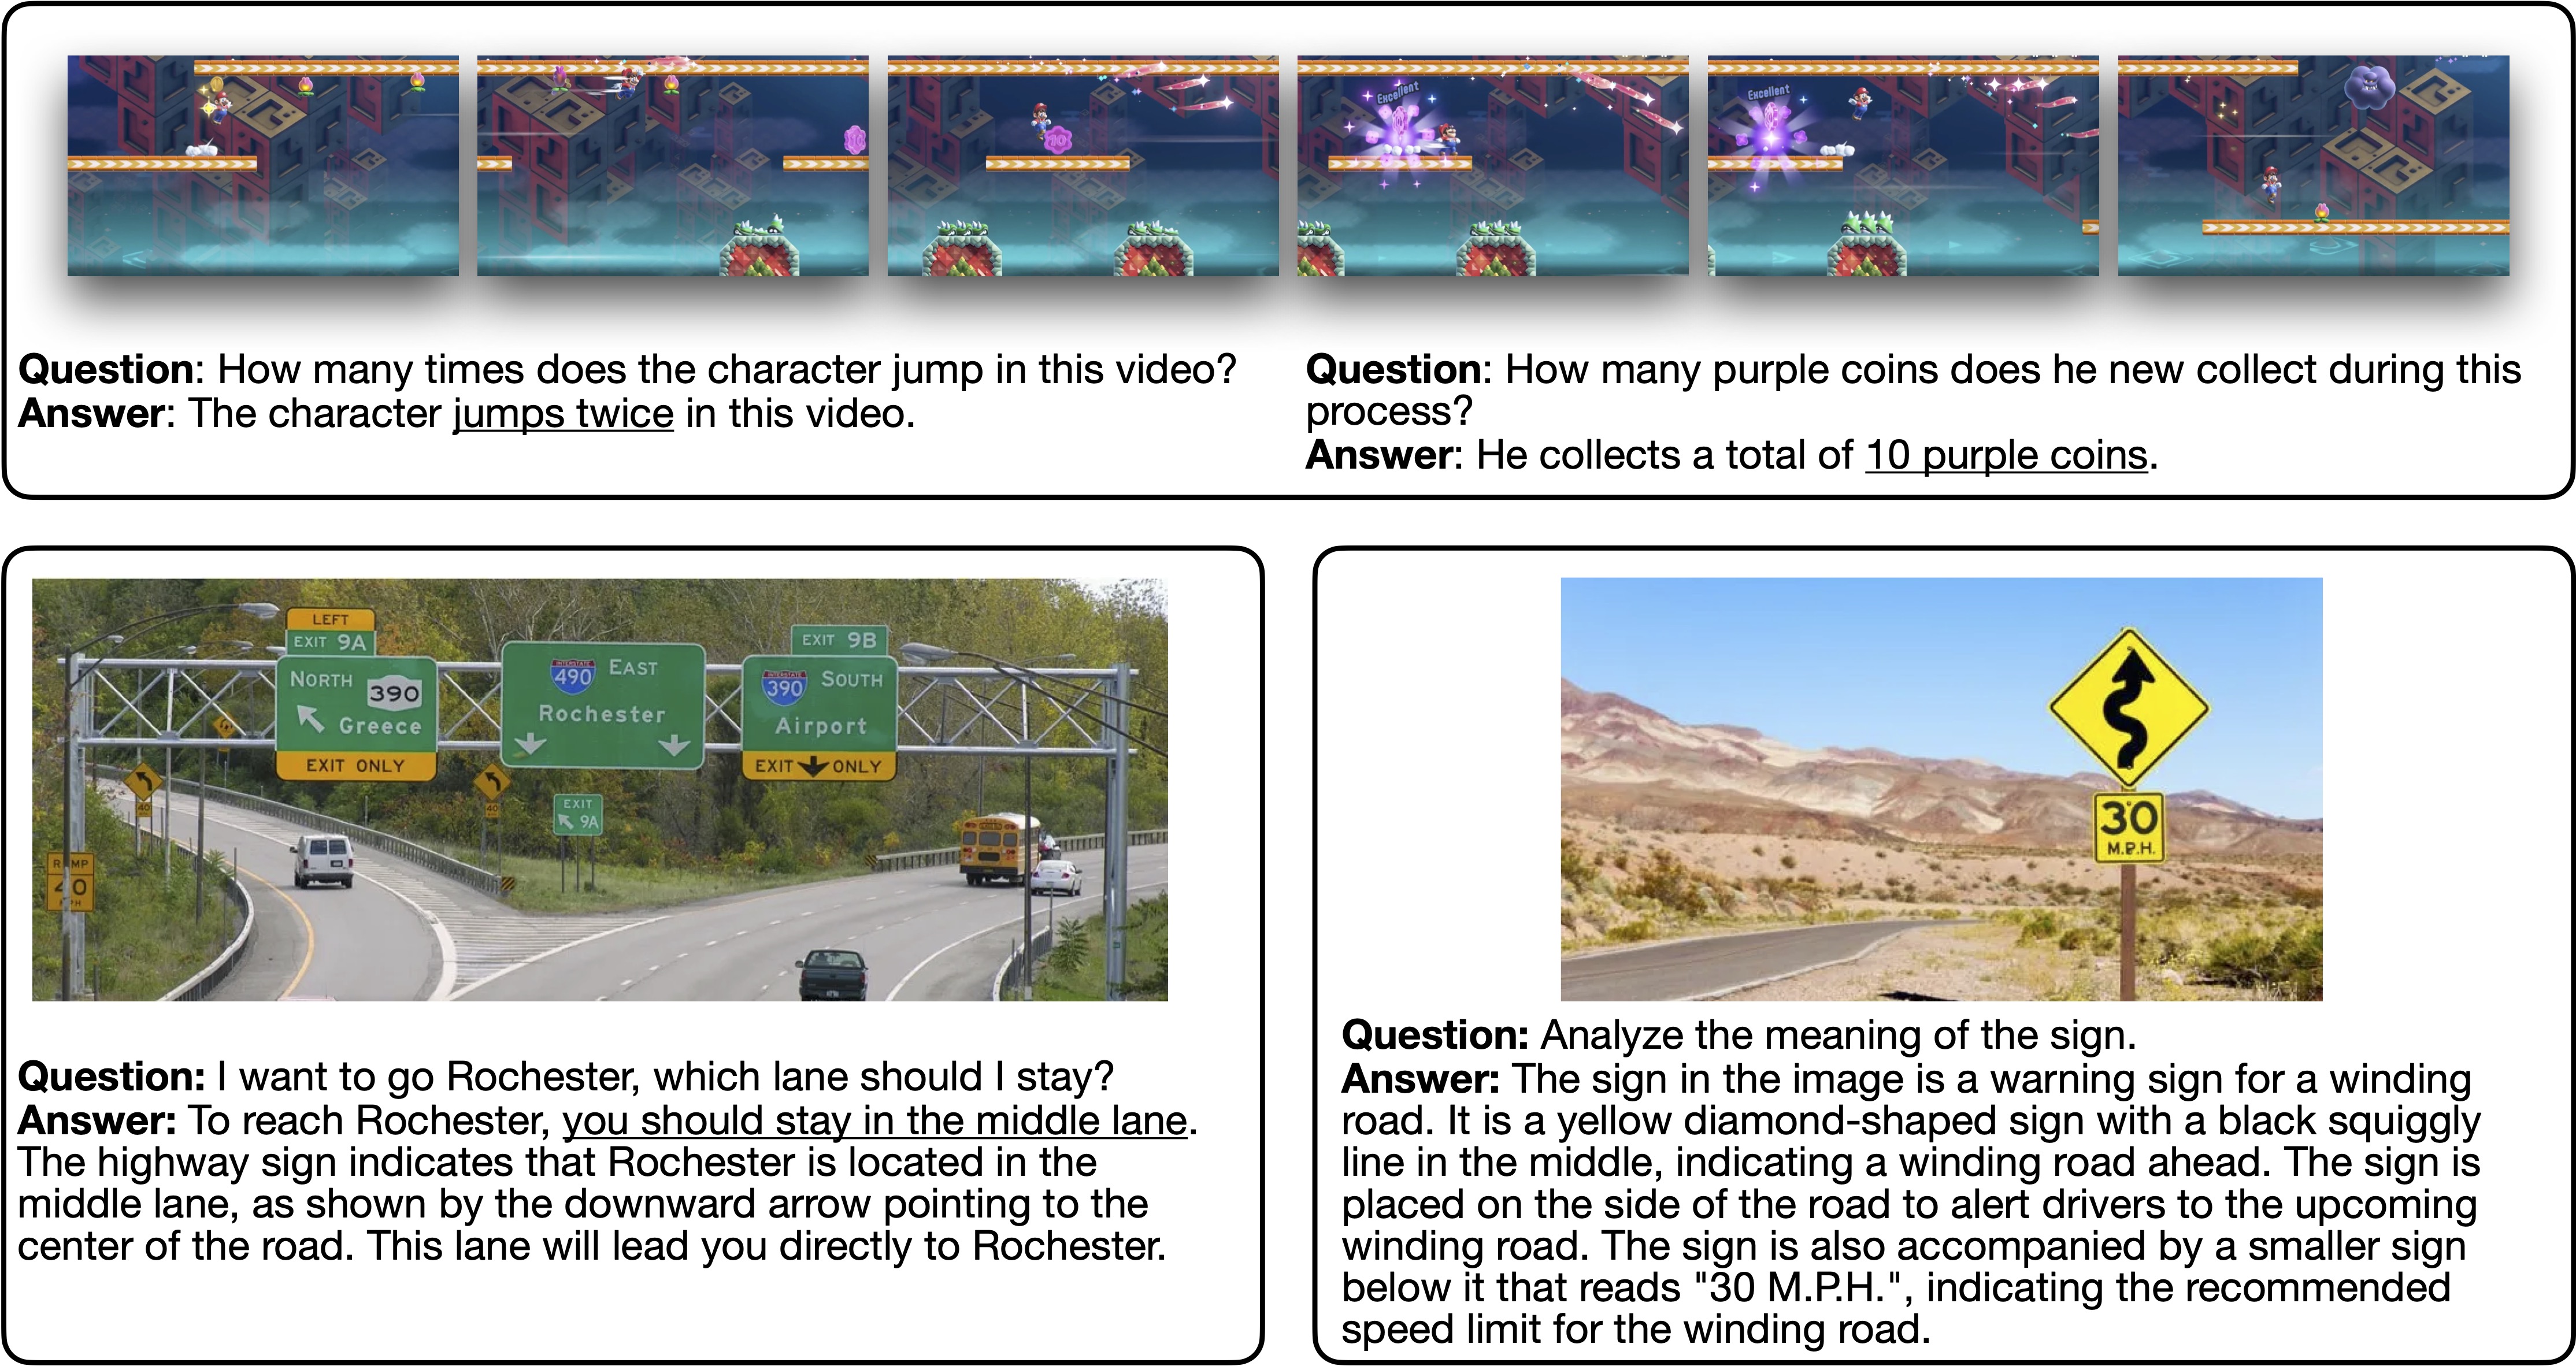 Excellent
Excellent
10
Question: How many times does the character jump in this video?
Answer: The character jumps twice in this video.
Question: How many purple coins does he new collect during this
process?
Answer: He collects a total of 10 purple coins.
LEFT
EXIT 9A
NORTH 390
Greece
EXIT ONLY
INTERSTATE 490 EAST
Rochester
EXIT 9B
INTERSTATE 390 SOUTH
Airport
EXIT ONLY
40
40
EXIT
9A
RAMP
40
MPH
Question: I want to go Rochester, which lane should I stay?
Answer: To reach Rochester, you should stay in the middle lane.
The highway sign indicates that Rochester is located in the
middle lane, as shown by the downward arrow pointing to the
center of the road. This lane will lead you directly to Rochester.
30
M.P.H.
Question: Analyze the meaning of the sign.
Answer: The sign in the image is a warning sign for a winding
road. It is a yellow diamond-shaped sign with a black squiggly
line in the middle, indicating a winding road ahead. The sign is
placed on the side of the road to alert drivers to the upcoming
winding road. The sign is also accompanied by a smaller sign
below it that reads "30 M.P.H.", indicating the recommended
speed limit for the winding road.